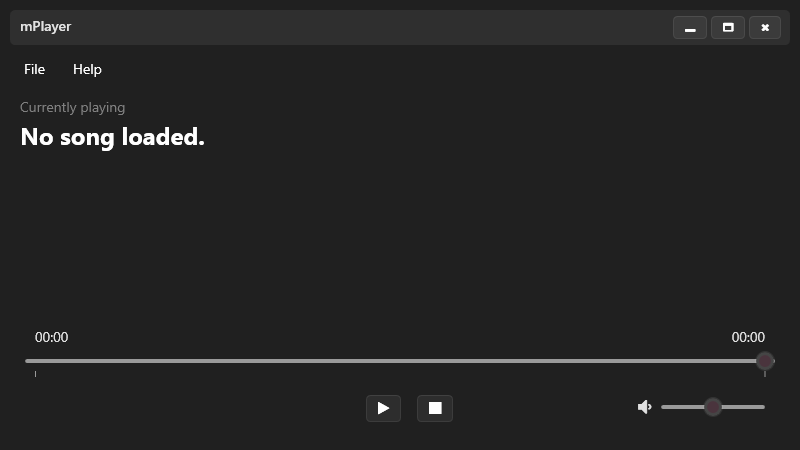 mPlayer
File Help
Currently playing
No song loaded.
00:00 00:00